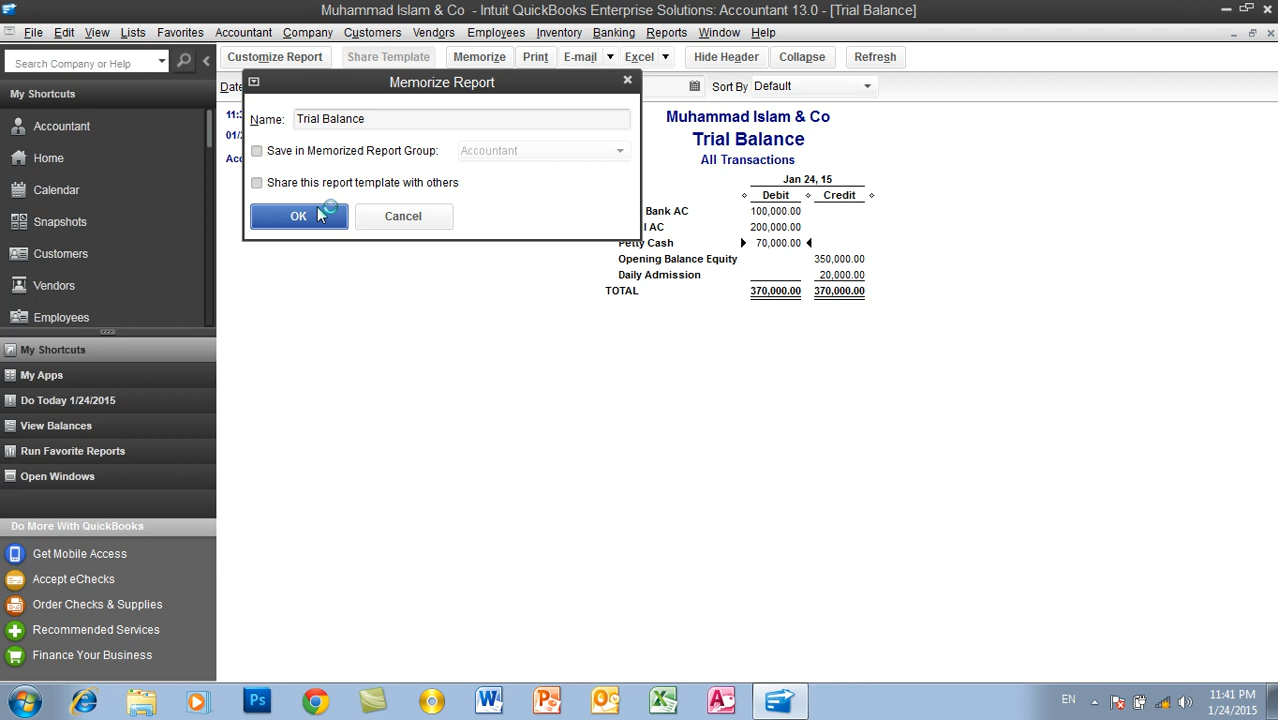 Muhammad Islam & Co - Intuit QuickBooks Enterprise Solutions: Accountant 13.0 - [Trial Balance]
File Edit View Lists Favorites Accountant Company Customers Vendors Employees Inventory Banking Reports Window Help
Search Company or Help
Customize Report Share Template Memorize Print E-mail Excel Hide Header Collapse Refresh
Memorize Report
Sort By Default
My Shortcuts
Accountant
Home
Calendar
Snapshots
Customers
Vendors
Employees
My Shortcuts
My Apps
Do Today 1/24/2015
View Balances
Run Favorite Reports
Open Windows
Do More With QuickBooks
Get Mobile Access
Accept eChecks
Order Checks & Supplies
Recommended Services
Finance Your Business
Name: Trial Balance
Save in Memorized Report Group: Accountant
Share this report template with others
OK Cancel
Muhammad Islam & Co
Trial Balance
All Transactions
Jan 24, 15
Debit Credit
Bank AC 100,000.00
AC 200,000.00
Petty Cash 70,000.00
Opening Balance Equity 350,000.00
Daily Admission 20,000.00
TOTAL 370,000.00 370,000.00
Ps
EN
11:41 PM
1/24/2015